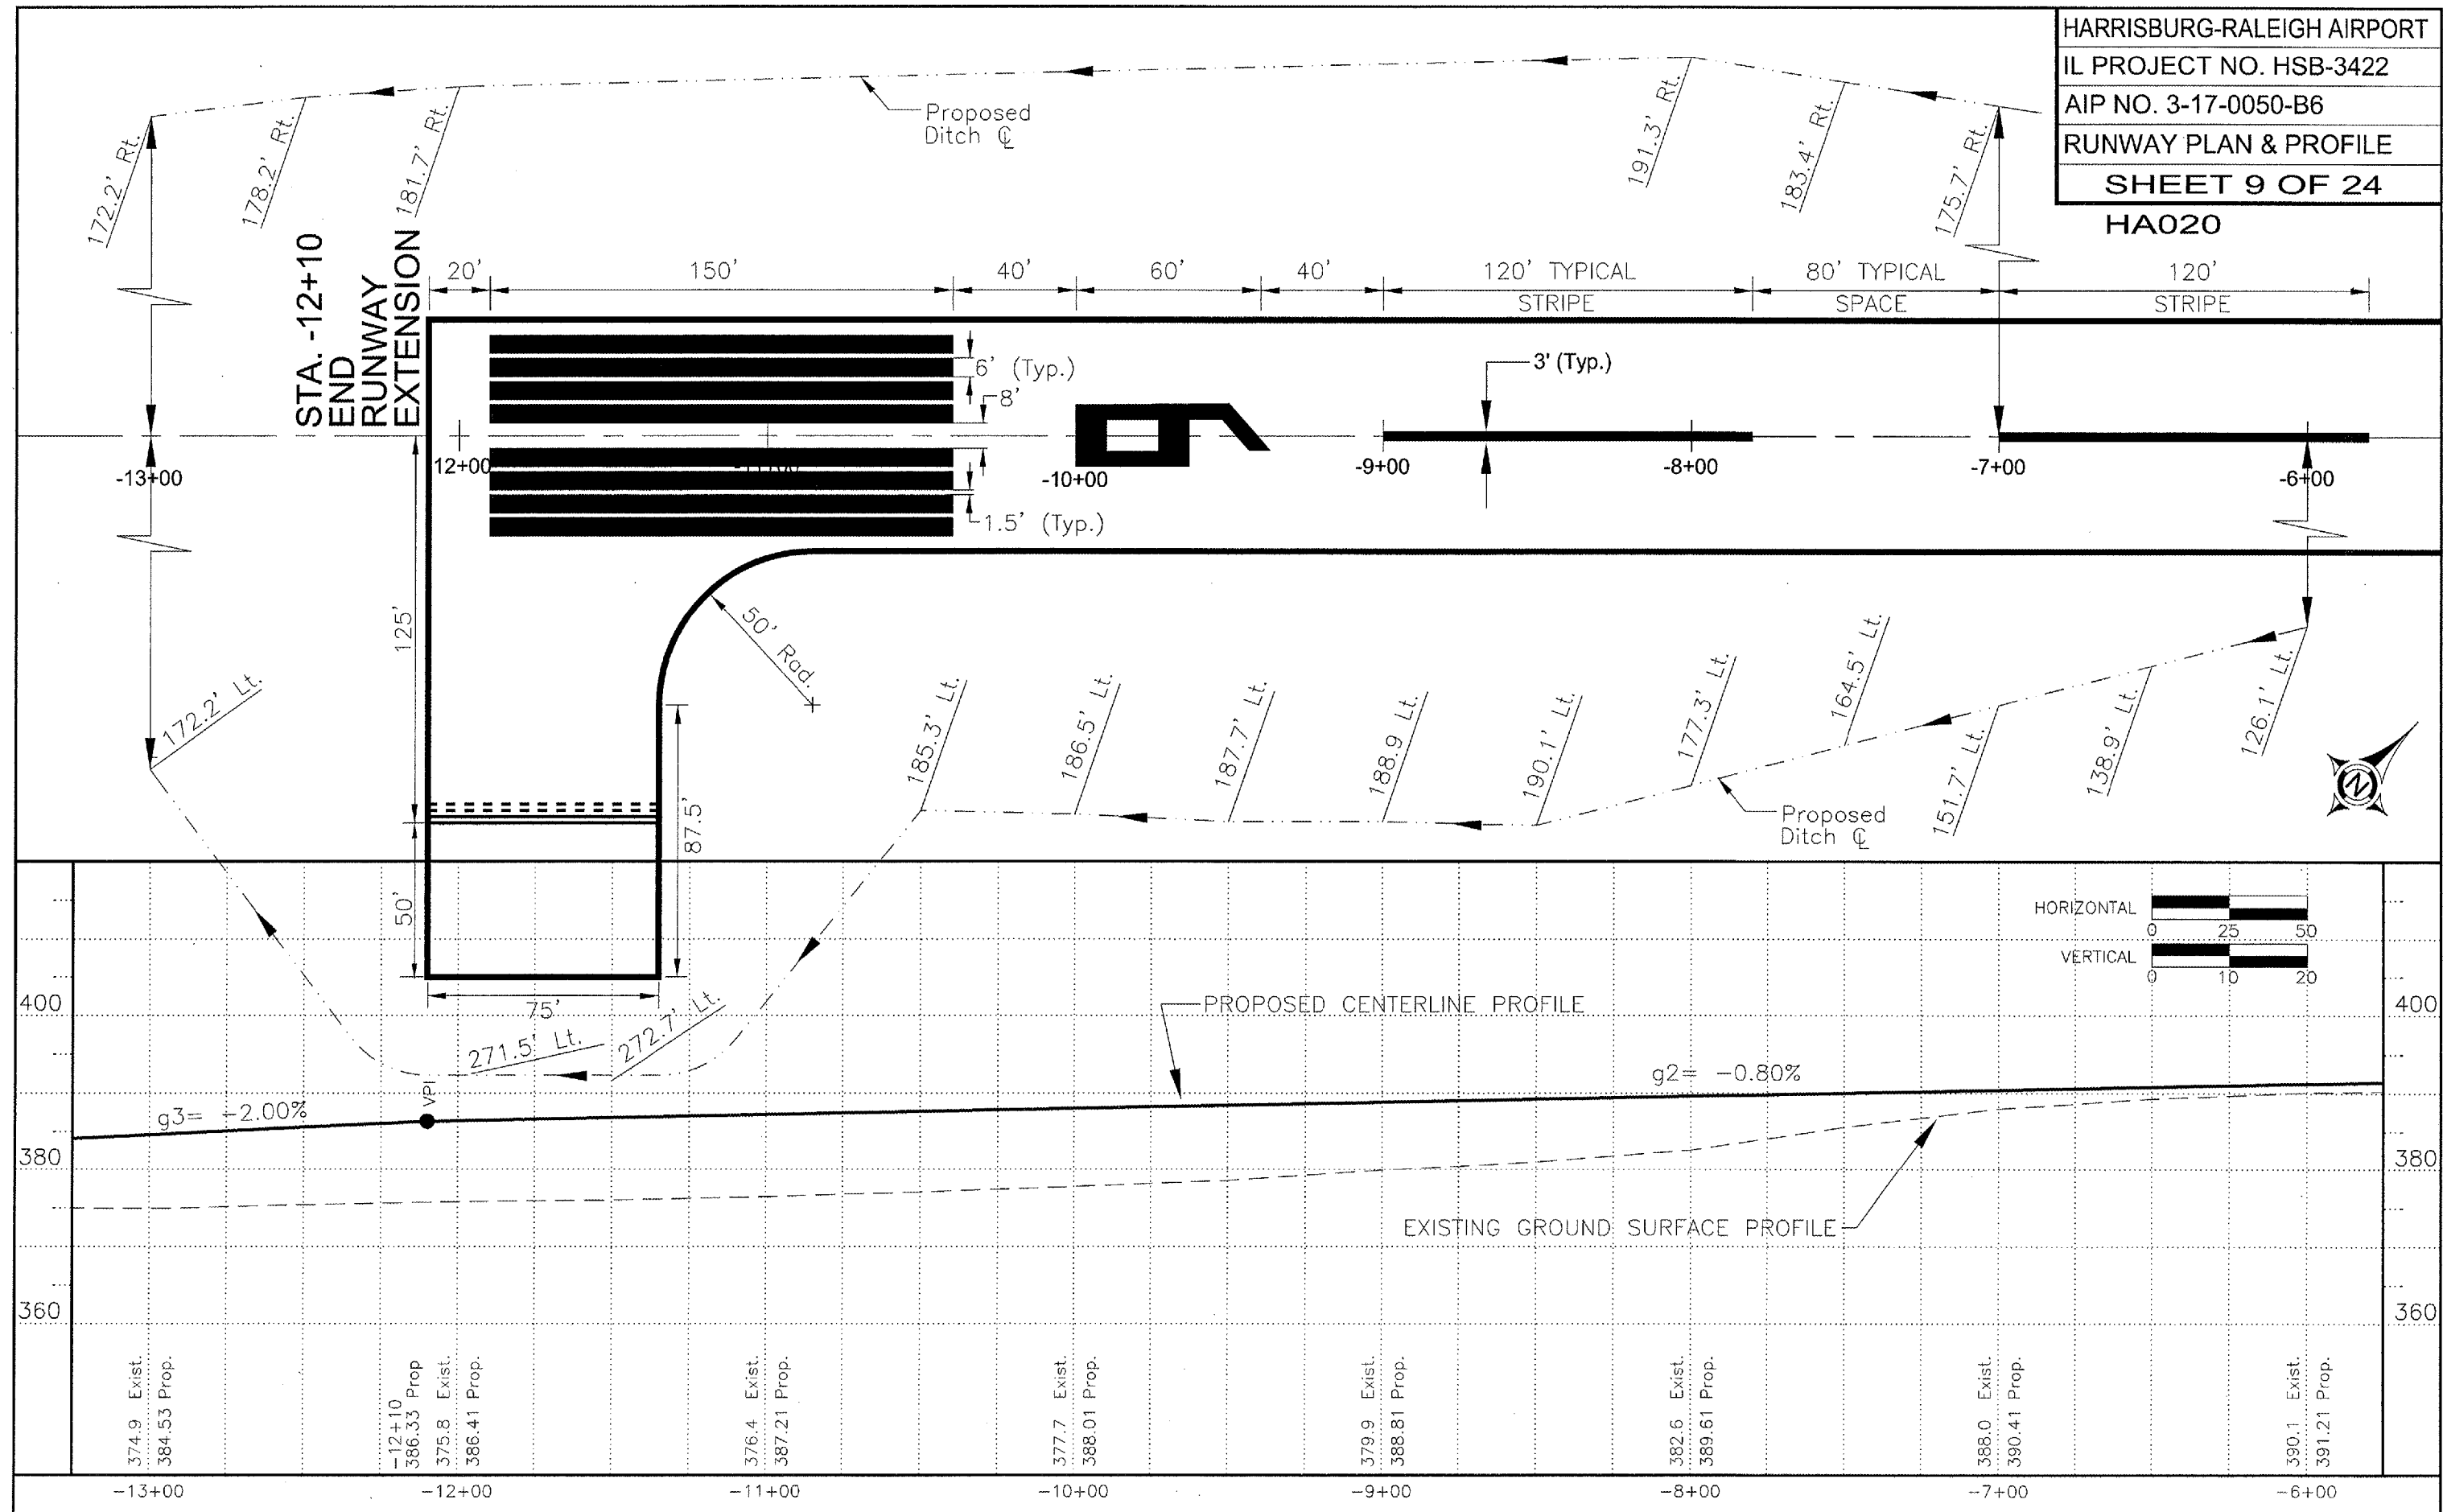 HARRISBURG-RALEIGH AIRPORT
IL PROJECT NO. HSB-3422
AIP NO. 3-17-0050-B6
RUNWAY PLAN & PROFILE
SHEET 9 OF 24
HA020
172.2' Rt.
178.2' Rt.
181.7' Rt.
Proposed
Ditch ℄
191.3' Rt.
183.4' Rt.
175.7' Rt.
STA. -12+10
END
RUNWAY
EXTENSION
20'
150'
40'
60'
40'
120' TYPICAL
STRIPE
80' TYPICAL
SPACE
120'
STRIPE
6' (Typ.)
8'
1.5' (Typ.)
6
3' (Typ.)
-13+00
12+00
-10+00
-9+00
-8+00
-7+00
-6+00
125'
50'
50' Rad.
87.5'
75'
172.2' Lt.
271.5' Lt.
272.7' Lt.
185.3' Lt.
186.5' Lt.
187.7' Lt.
188.9 Lt.
190.1' Lt.
177.3' Lt.
164.5' Lt.
151.7' Lt.
138.9' Lt.
126.1' Lt.
Proposed
Ditch ℄
N
HORIZONTAL
0 25 50
VERTICAL
0 10 20
400
400
380
380
360
360
PROPOSED CENTERLINE PROFILE
g2= -0.80%
g3= -2.00%
VPI
EXISTING GROUND SURFACE PROFILE
374.9 Exist.
384.53 Prop.
-12+10
386.33 Prop
375.8 Exist.
386.41 Prop.
376.4 Exist.
387.21 Prop.
377.7 Exist.
388.01 Prop.
379.9 Exist.
388.81 Prop.
382.6 Exist.
389.61 Prop.
388.0 Exist.
390.41 Prop.
390.1 Exist.
391.21 Prop.
-13+00
-12+00
-11+00
-10+00
-9+00
-8+00
-7+00
-6+00